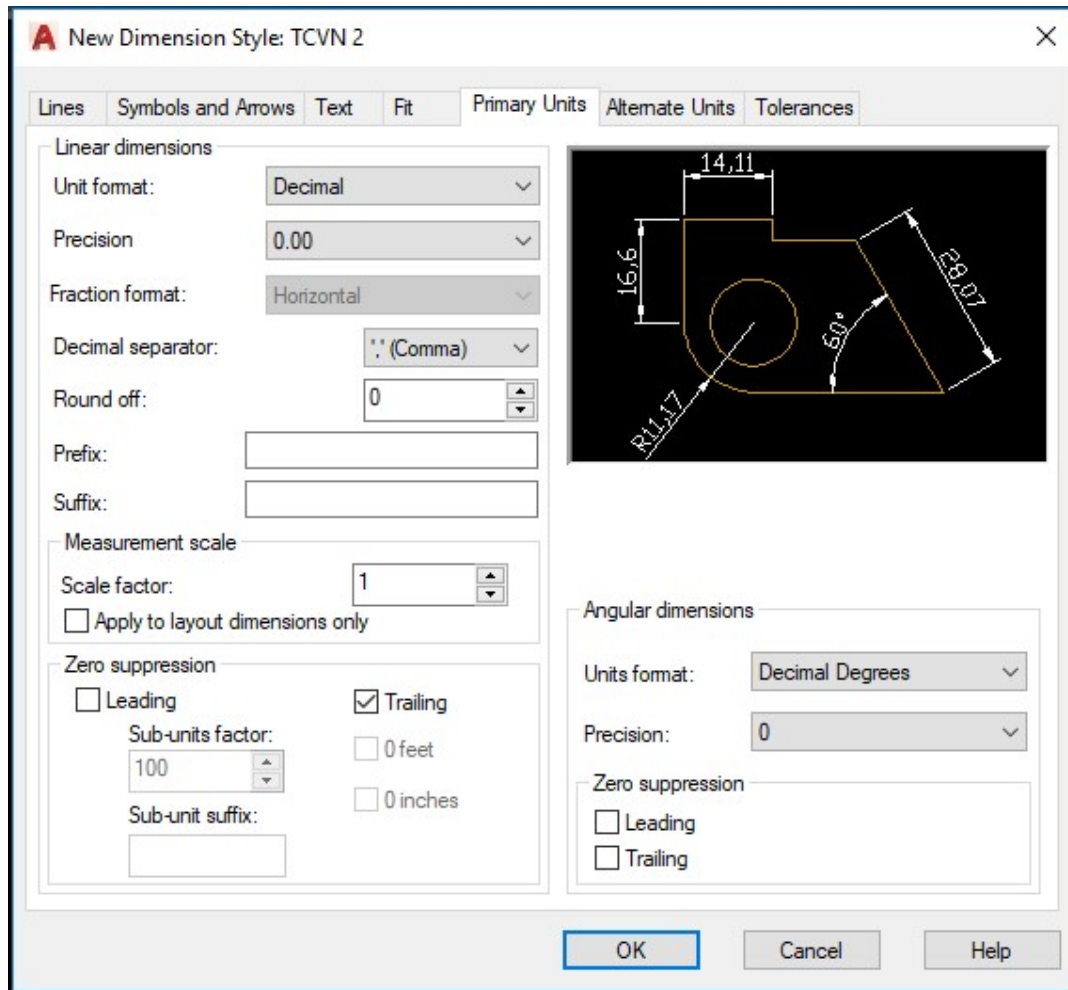 New Dimension Style: TCVN 2
Lines Symbols and Arrows Text Fit Primary Units Alternate Units Tolerances
Linear dimensions
Unit format: Decimal
Precision 0.00
Fraction format: Horizontal
Decimal separator: ',' (Comma)
Round off: 0
Prefix:
Suffix:
Measurement scale
Scale factor: 1
Apply to layout dimensions only
Zero suppression
Leading
Trailing
Sub-units factor:
100
0 feet
0 inches
Sub-unit suffix:
14,11
16,6
28,07
60°
R11,17
Angular dimensions
Units format: Decimal Degrees
Precision: 0
Zero suppression
Leading
Trailing
OK Cancel Help